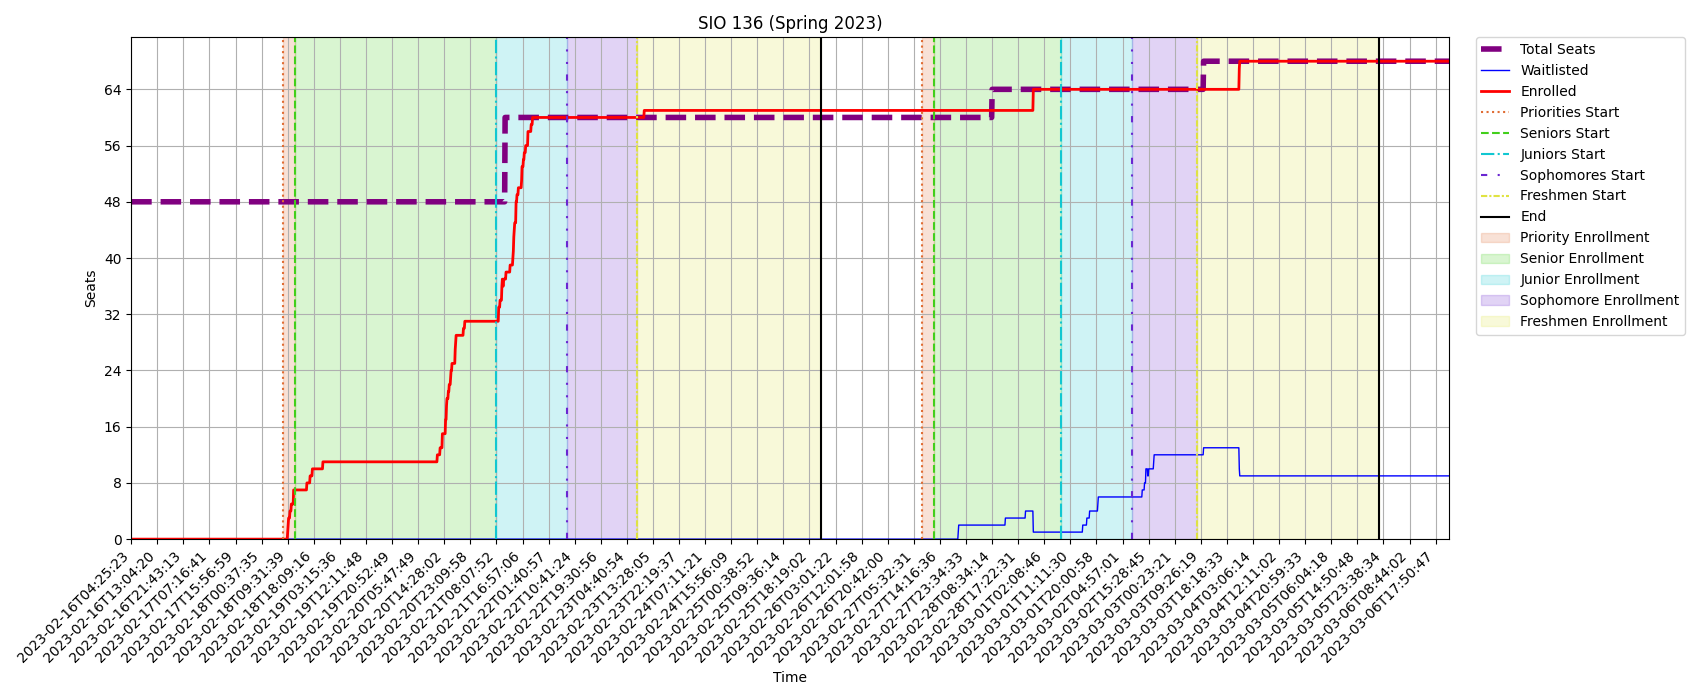 SIO 136 (Spring 2023)
Seats
64
56
48
40
32
24
16
8
0
2023-02-16T04:25:23
2023-02-16T13:04:20
2023-02-16T21:43:13
2023-02-17T07:16:41
2023-02-17T15:56:59
2023-02-18T00:37:35
2023-02-18T09:31:39
2023-02-18T18:09:16
2023-02-19T03:15:36
2023-02-19T12:11:48
2023-02-19T20:52:49
2023-02-20T05:47:49
2023-02-20T14:28:02
2023-02-20T23:09:58
2023-02-21T08:07:52
2023-02-21T16:57:06
2023-02-22T01:40:57
2023-02-22T10:41:24
2023-02-22T19:30:56
2023-02-23T04:40:54
2023-02-23T13:28:05
2023-02-23T22:19:37
2023-02-24T07:11:21
2023-02-24T15:56:09
2023-02-25T00:38:52
2023-02-25T09:36:14
2023-02-25T18:19:02
2023-02-26T03:01:22
2023-02-26T12:01:58
2023-02-26T20:42:00
2023-02-27T05:32:31
2023-02-27T14:16:36
2023-02-27T23:34:33
2023-02-28T08:34:14
2023-02-28T17:22:31
2023-03-01T02:08:46
2023-03-01T11:11:30
2023-03-01T20:00:58
2023-03-02T04:57:01
2023-03-02T15:28:45
2023-03-03T00:23:21
2023-03-03T09:26:19
2023-03-03T18:18:33
2023-03-04T03:06:14
2023-03-04T12:11:02
2023-03-04T20:59:33
2023-03-05T06:04:18
2023-03-05T14:50:48
2023-03-05T23:38:34
2023-03-06T08:44:02
2023-03-06T17:50:47
Time
Total Seats
Waitlisted
Enrolled
Priorities Start
Seniors Start
Juniors Start
Sophomores Start
Freshmen Start
End
Priority Enrollment
Senior Enrollment
Junior Enrollment
Sophomore Enrollment
Freshmen Enrollment